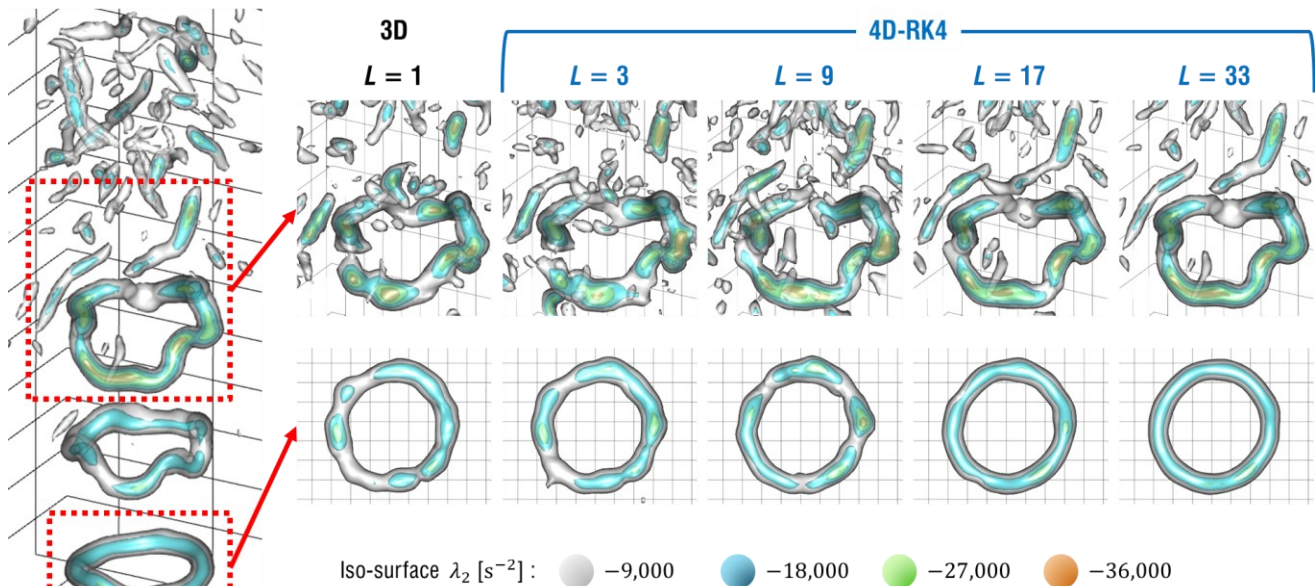 3D
4D-RK4
L = 1
L = 3
L = 9
L = 17
L = 33
Iso-surface λ₂ [s⁻²] :
−9,000
−18,000
−27,000
−36,000